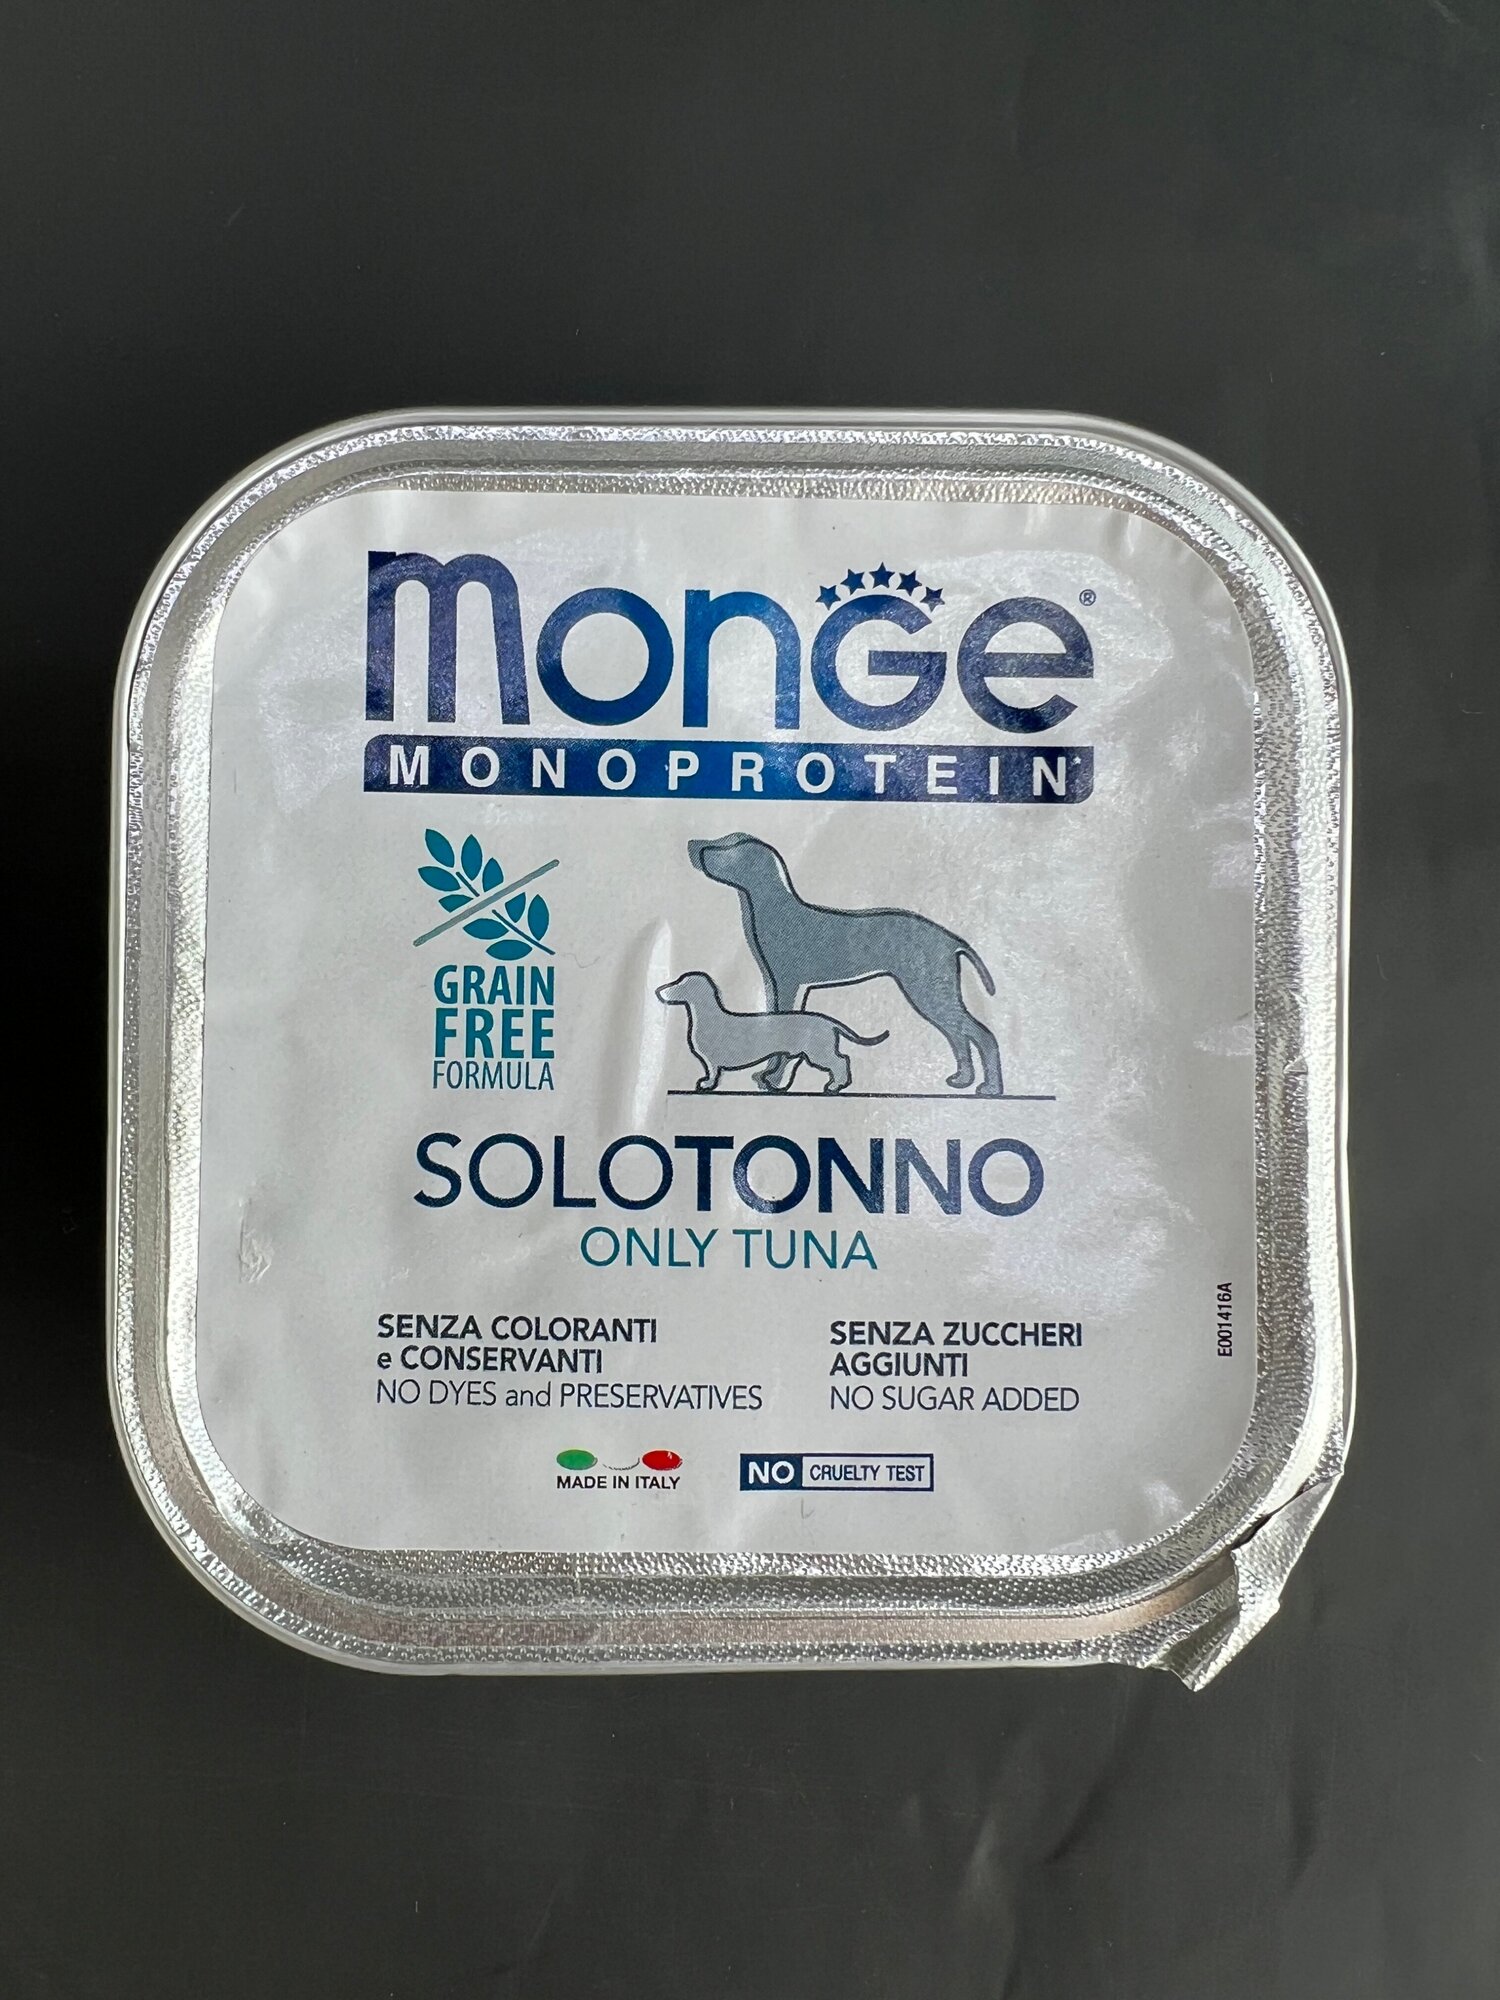 monGe®
MONOPROTEIN*
GRAIN
FREE
FORMULA
SOLOTONNO
ONLY TUNA
SENZA COLORANTI
e CONSERVANTI
NO DYES and PRESERVATIVES
SENZA ZUCCHERI
AGGIUNTI
NO SUGAR ADDED
E001416A
MADE IN ITALY
NO CRUELTY TEST